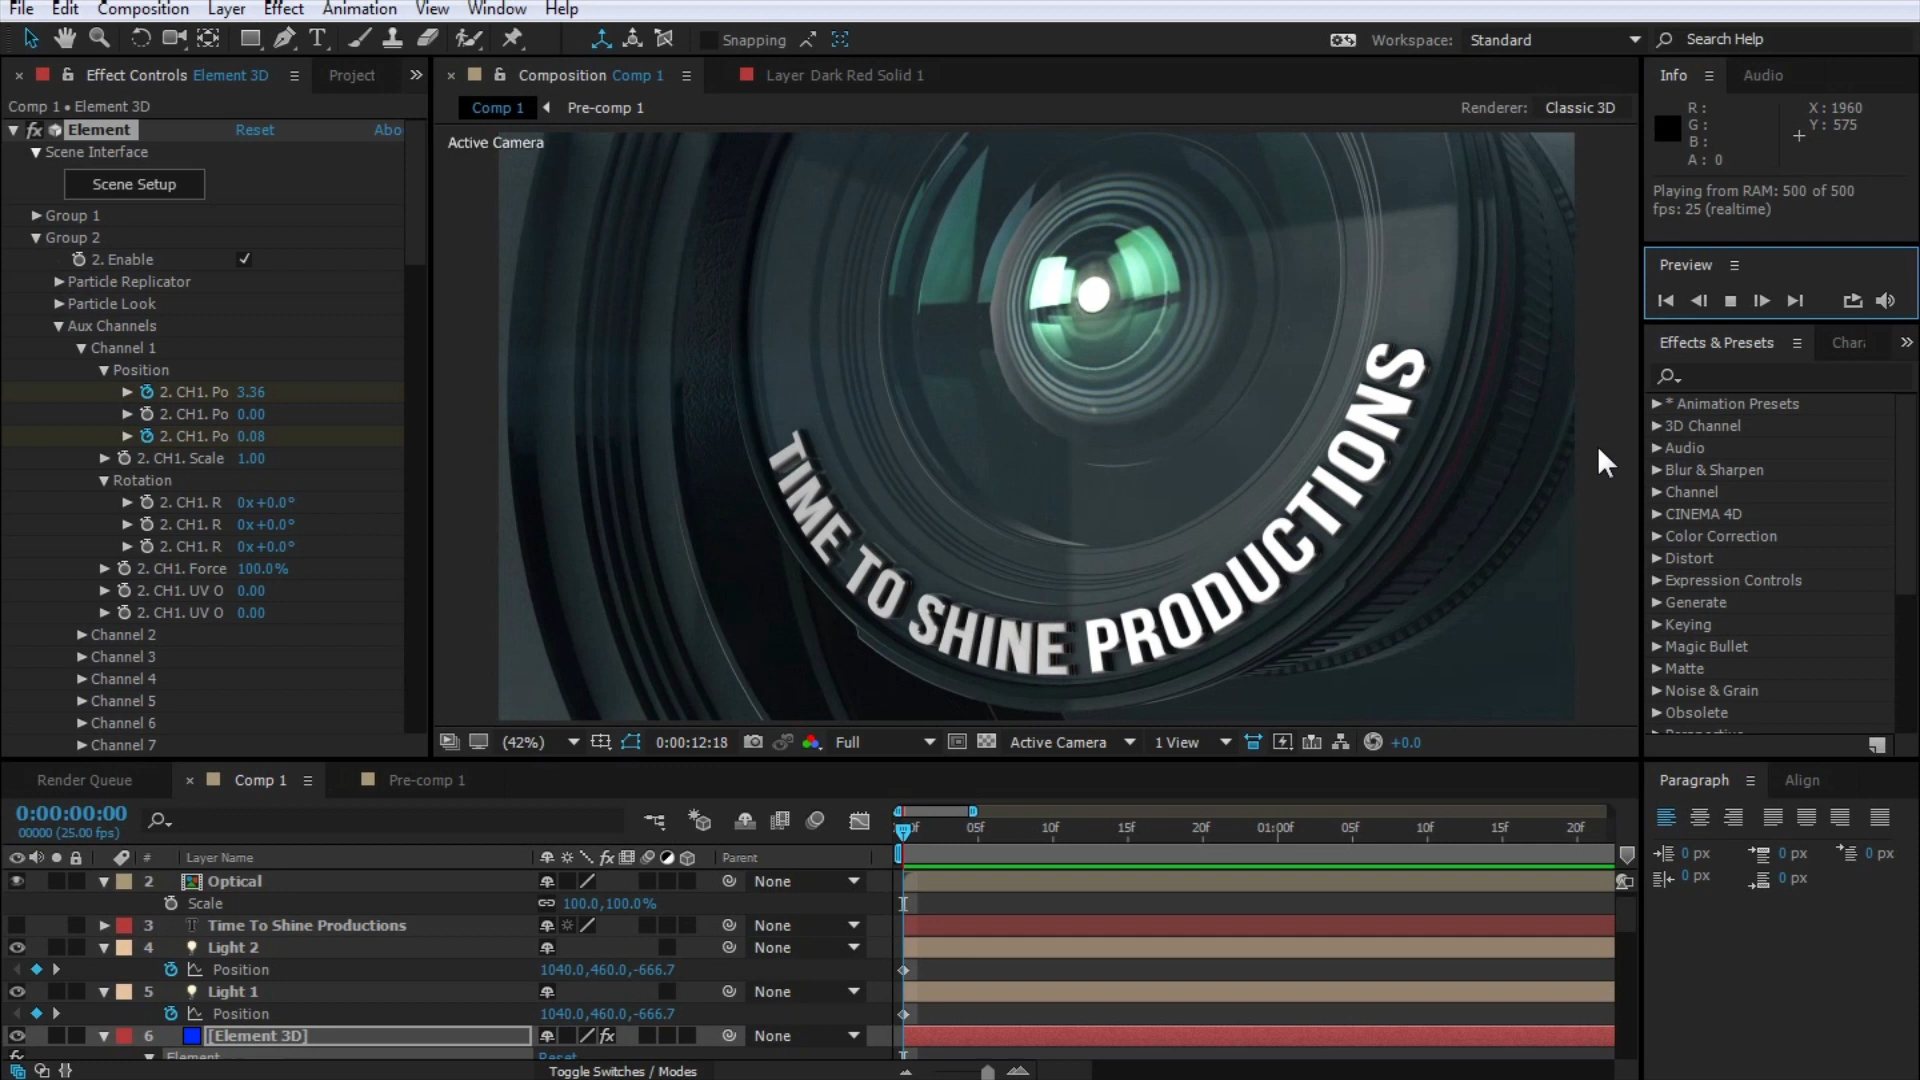 File Edit Composition Layer Effect Animation View Window Help
Snapping
Workspace: Standard
Search Help
Effect Controls Element 3D
Project
Composition Comp 1
Layer Dark Red Solid 1
Info
Audio
Comp 1 • Element 3D
Comp 1
Pre-comp 1
Renderer: Classic 3D
R :
G :
B :
A : 0
X : 1960
Y : 575
fx Element Reset Abo
Scene Interface
Scene Setup
Group 1
Group 2
2. Enable
Particle Replicator
Particle Look
Aux Channels
Channel 1
Position
2. CH1. Po 3.36
2. CH1. Po 0.00
2. CH1. Po 0.08
2. CH1. Scale 1.00
Rotation
2. CH1. R 0x+0.0°
2. CH1. R 0x+0.0°
2. CH1. R 0x+0.0°
2. CH1. Force 100.0%
2. CH1. UV O 0.00
2. CH1. UV O 0.00
Channel 2
Channel 3
Channel 4
Channel 5
Channel 6
Channel 7
Active Camera
TIME TO SHINE PRODUCTIONS
(42%)
0:00:12:18
Full
Active Camera
1 View
+0.0
Playing from RAM: 500 of 500
fps: 25 (realtime)
Preview
Effects & Presets
* Animation Presets
3D Channel
Audio
Blur & Sharpen
Channel
CINEMA 4D
Color Correction
Distort
Expression Controls
Generate
Keying
Magic Bullet
Matte
Noise & Grain
Obsolete
Render Queue
Comp 1
Pre-comp 1
0:00:00:00
00000 (25.00 fps)
05f 10f 15f 20f 01:00f 05f 10f 15f 20f
# Layer Name fx Parent
2 Optical None
Scale 100.0,100.0%
3 T Time To Shine Productions None
4 Light 2 None
Position 1040.0,460.0,-666.7
5 Light 1 None
Position 1040.0,460.0,-666.7
6 [Element 3D] fx None
fx Element Reset
Toggle Switches / Modes
Paragraph
Align
0 px 0 px 0 px
0 px 0 px